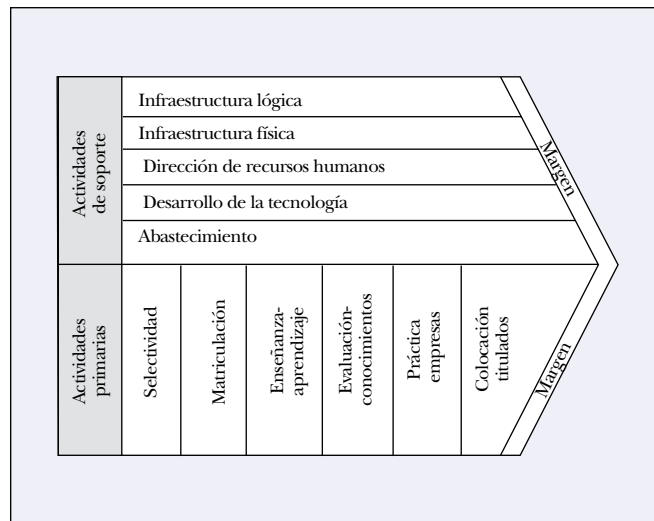 Actividades
de soporte
Infraestructura lógica
Infraestructura física
Dirección de recursos humanos
Desarrollo de la tecnología
Abastecimiento
Margen
Actividades
primarias
Selectividad
Matriculación
Enseñanza-
aprendizaje
Evaluación-
conocimientos
Práctica
empresas
Colocación
titulados
Margen